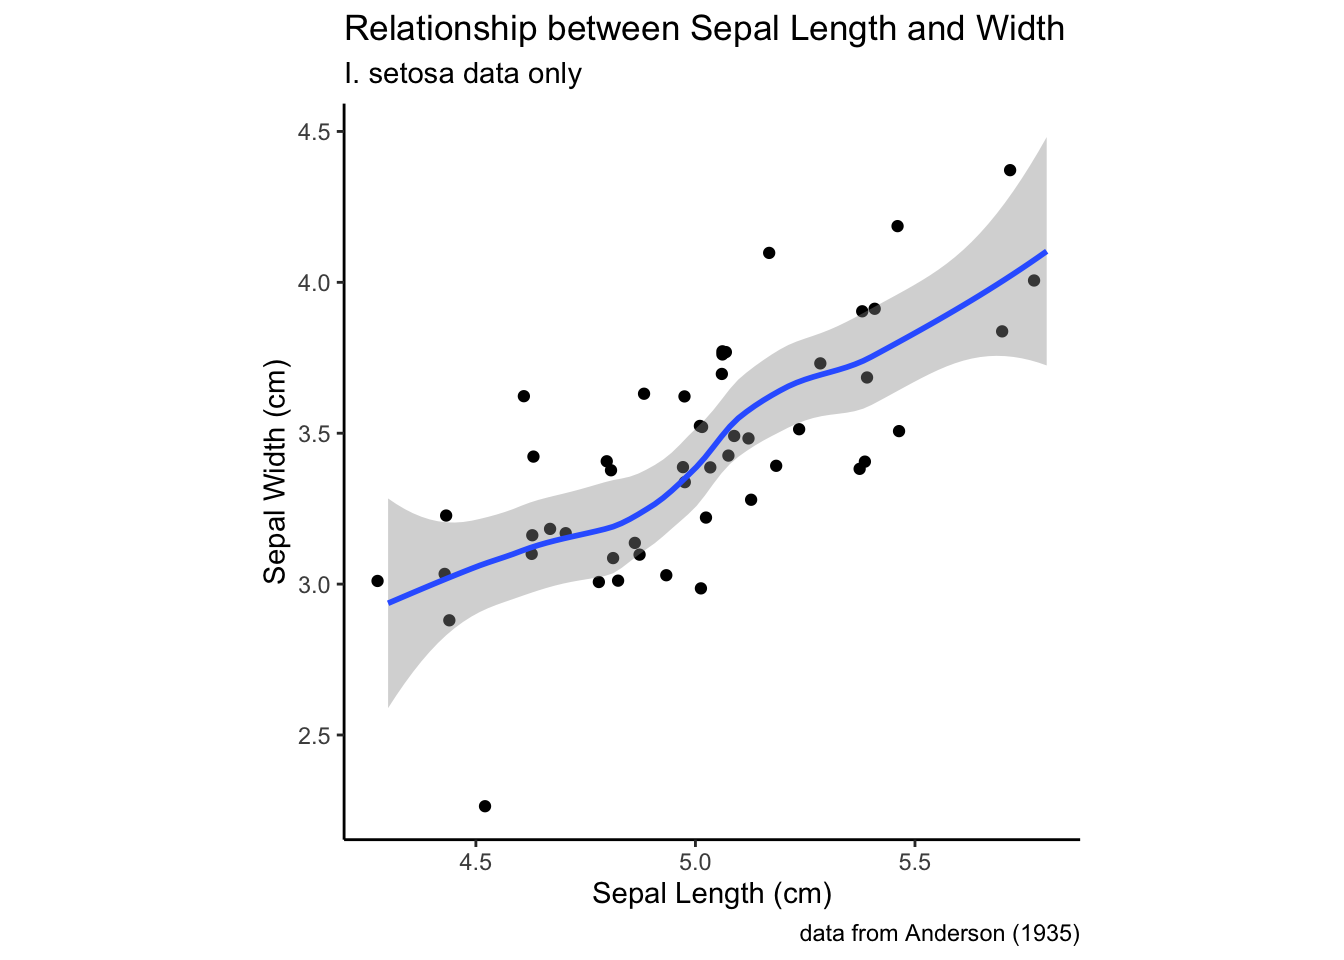 Relationship between Sepal Length and Width
I. setosa data only
4.5
4.0
3.5
3.0
2.5
Sepal Width (cm)
4.5 5.0 5.5
Sepal Length (cm)
data from Anderson (1935)